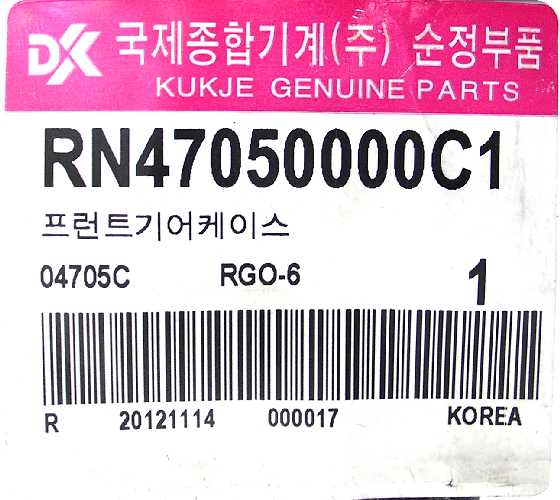 DK 국제종합기계(주) 순정부품
KUKJE GENUINE PARTS
RN47050000C1
프런트기어케이스
04705C RGO-6 1
R 20121114 000017 KOREA